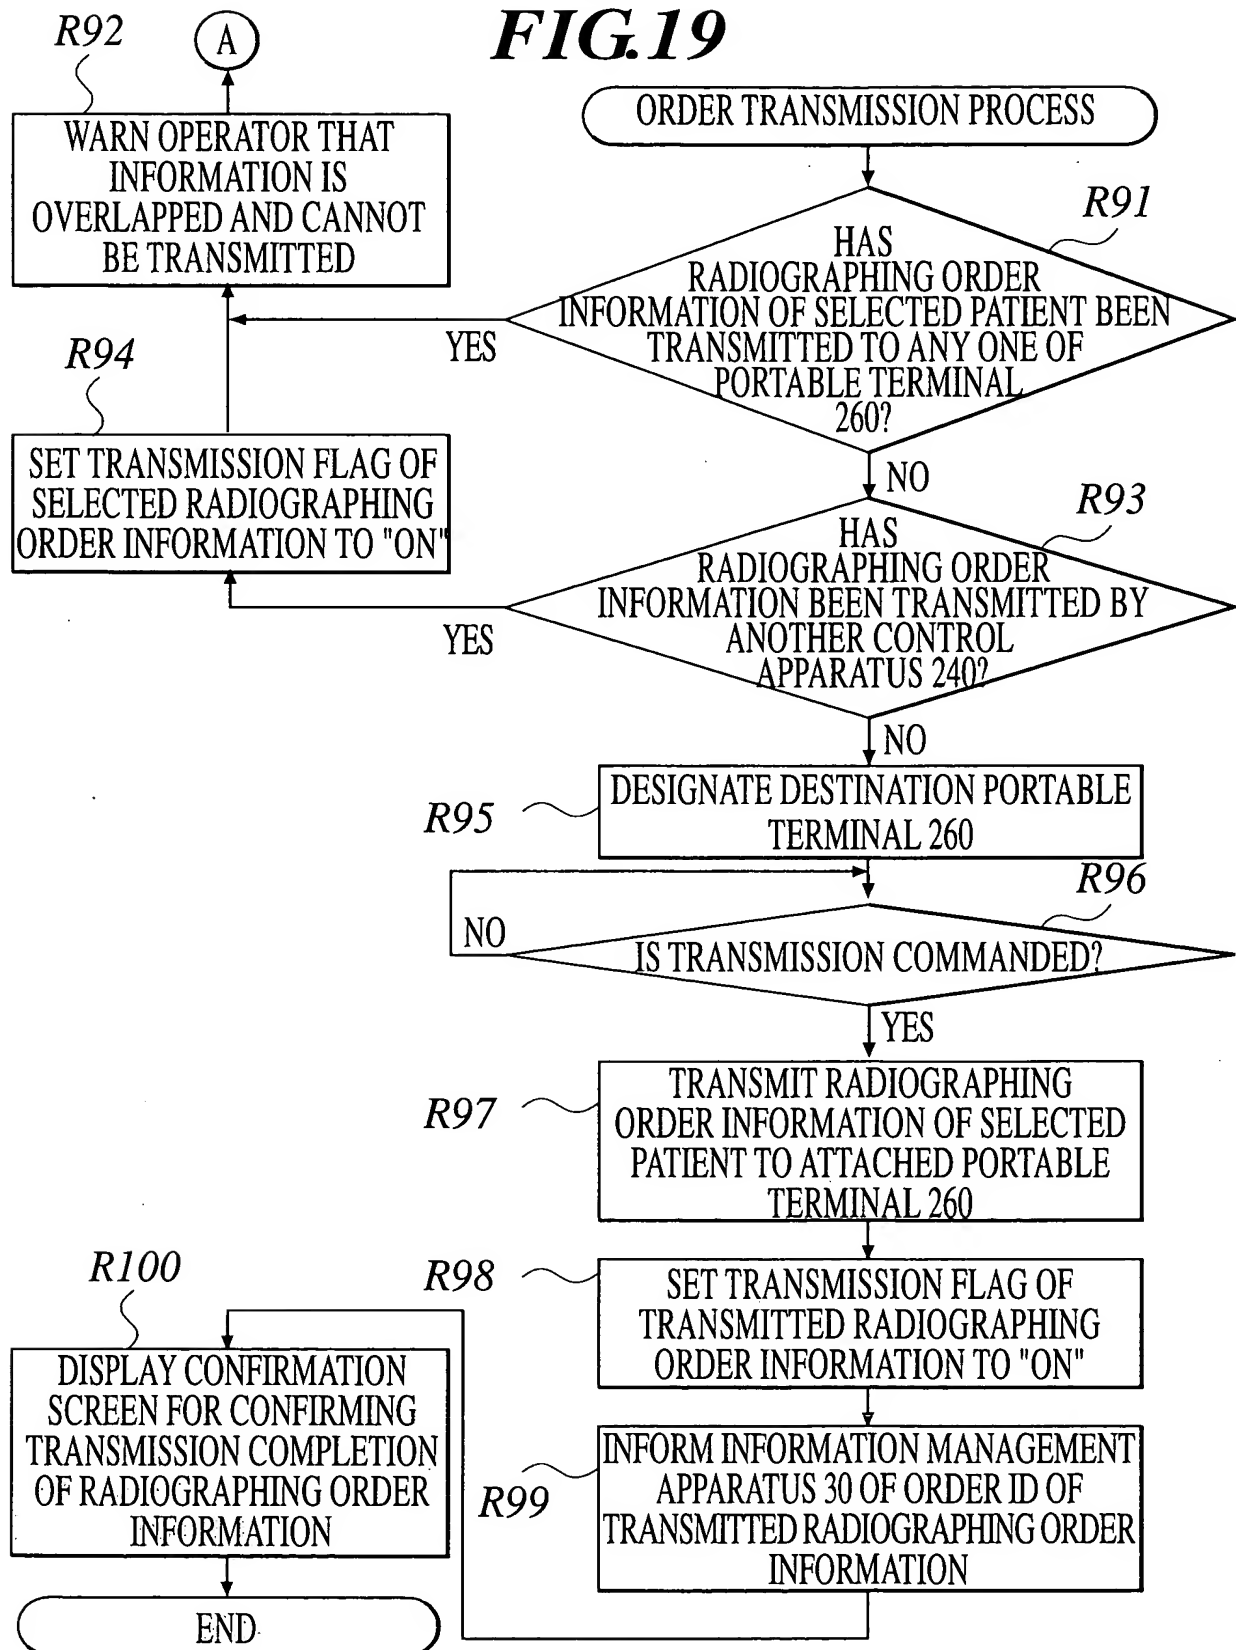 FIG.19
R92
A
WARN OPERATOR THAT
INFORMATION IS
OVERLAPPED AND CANNOT
BE TRANSMITTED
ORDER TRANSMISSION PROCESS
R91
HAS
RADIOGRAPHING ORDER
INFORMATION OF SELECTED PATIENT BEEN
TRANSMITTED TO ANY ONE OF
PORTABLE TERMINAL
260?
YES
NO
R94
SET TRANSMISSION FLAG OF
SELECTED RADIOGRAPHING
ORDER INFORMATION TO "ON"
R93
HAS
RADIOGRAPHING ORDER
INFORMATION BEEN TRANSMITTED BY
ANOTHER CONTROL
APPARATUS 240?
YES
NO
R95
DESIGNATE DESTINATION PORTABLE
TERMINAL 260
R96
NO
IS TRANSMISSION COMMANDED?
YES
R97
TRANSMIT RADIOGRAPHING
ORDER INFORMATION OF SELECTED
PATIENT TO ATTACHED PORTABLE
TERMINAL 260
R98
SET TRANSMISSION FLAG OF
TRANSMITTED RADIOGRAPHING
ORDER INFORMATION TO "ON"
R99
INFORM INFORMATION MANAGEMENT
APPARATUS 30 OF ORDER ID OF
TRANSMITTED RADIOGRAPHING ORDER
INFORMATION
R100
DISPLAY CONFIRMATION
SCREEN FOR CONFIRMING
TRANSMISSION COMPLETION
OF RADIOGRAPHING ORDER
INFORMATION
END